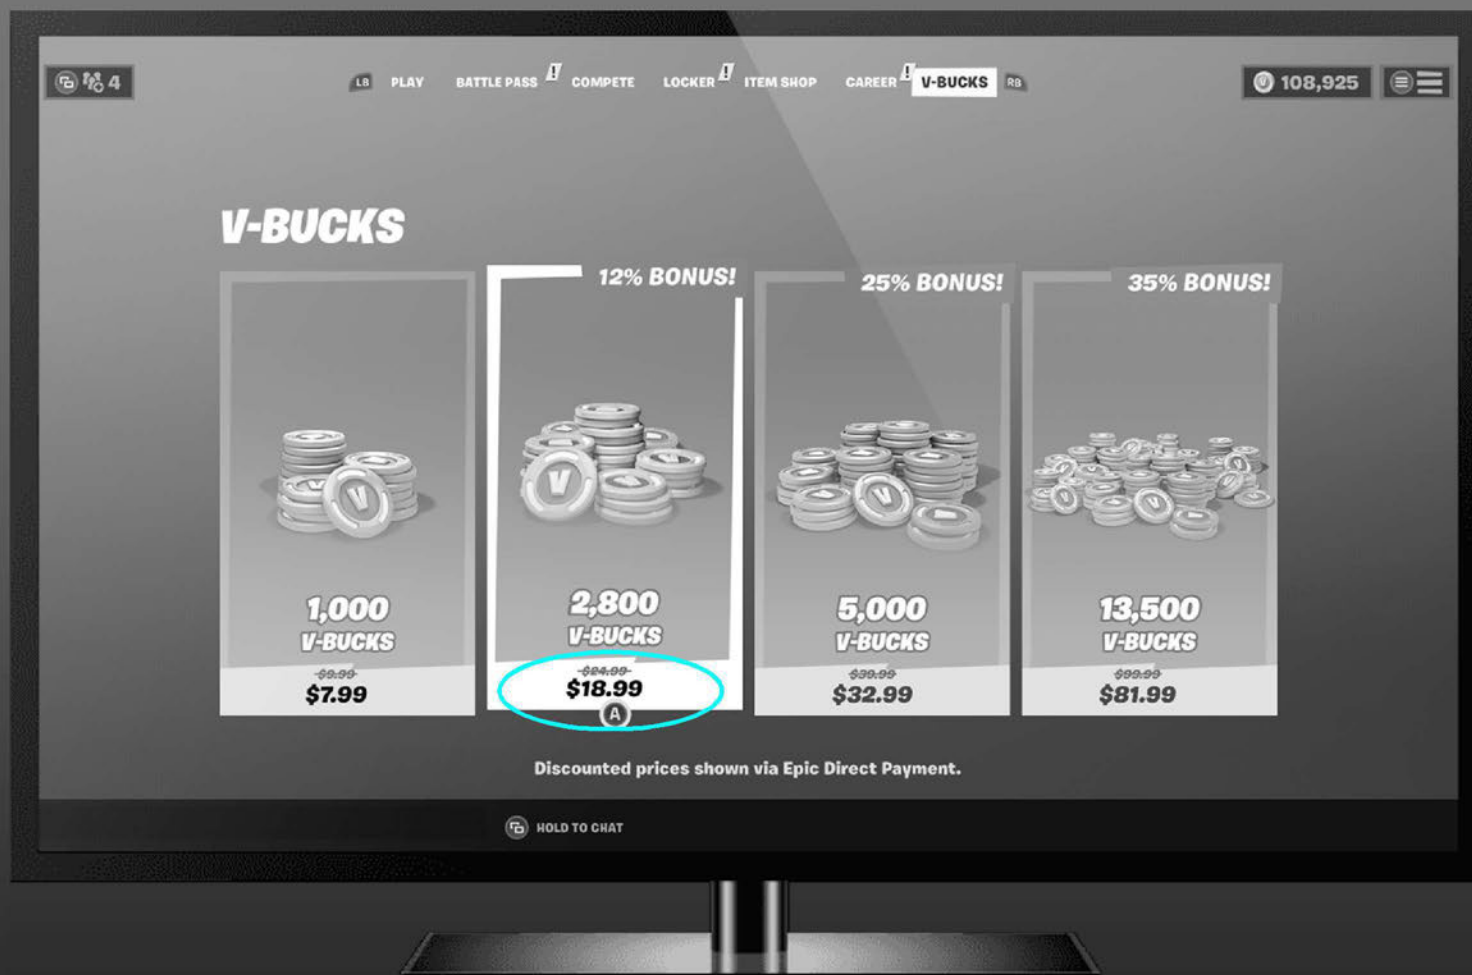 4
LB PLAY BATTLE PASS ! COMPETE LOCKER ! ITEM SHOP CAREER ! V-BUCKS RB
108,925
V-BUCKS
1,000
V-BUCKS
$9.99
$7.99
12% BONUS!
2,800
V-BUCKS
$24.99
$18.99
A
25% BONUS!
5,000
V-BUCKS
$39.99
$32.99
35% BONUS!
13,500
V-BUCKS
$99.99
$81.99
Discounted prices shown via Epic Direct Payment.
HOLD TO CHAT